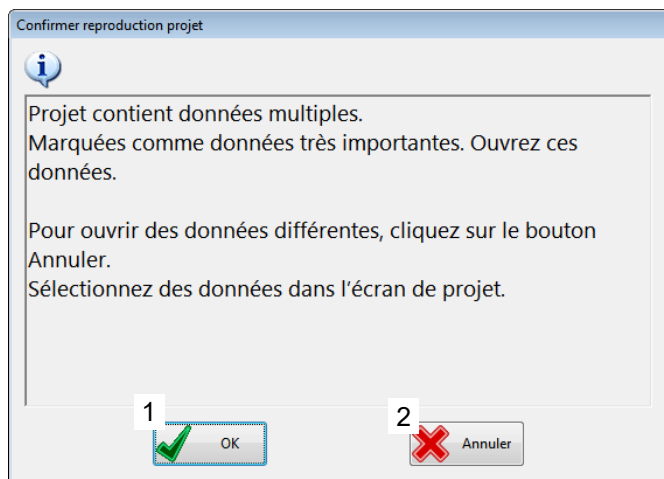 Confirmer reproduction projet
Projet contient données multiples.
Marquées comme données très importantes. Ouvrez ces
données.
Pour ouvrir des données différentes, cliquez sur le bouton
Annuler.
Sélectionnez des données dans l'écran de projet.
1
OK
2
Annuler